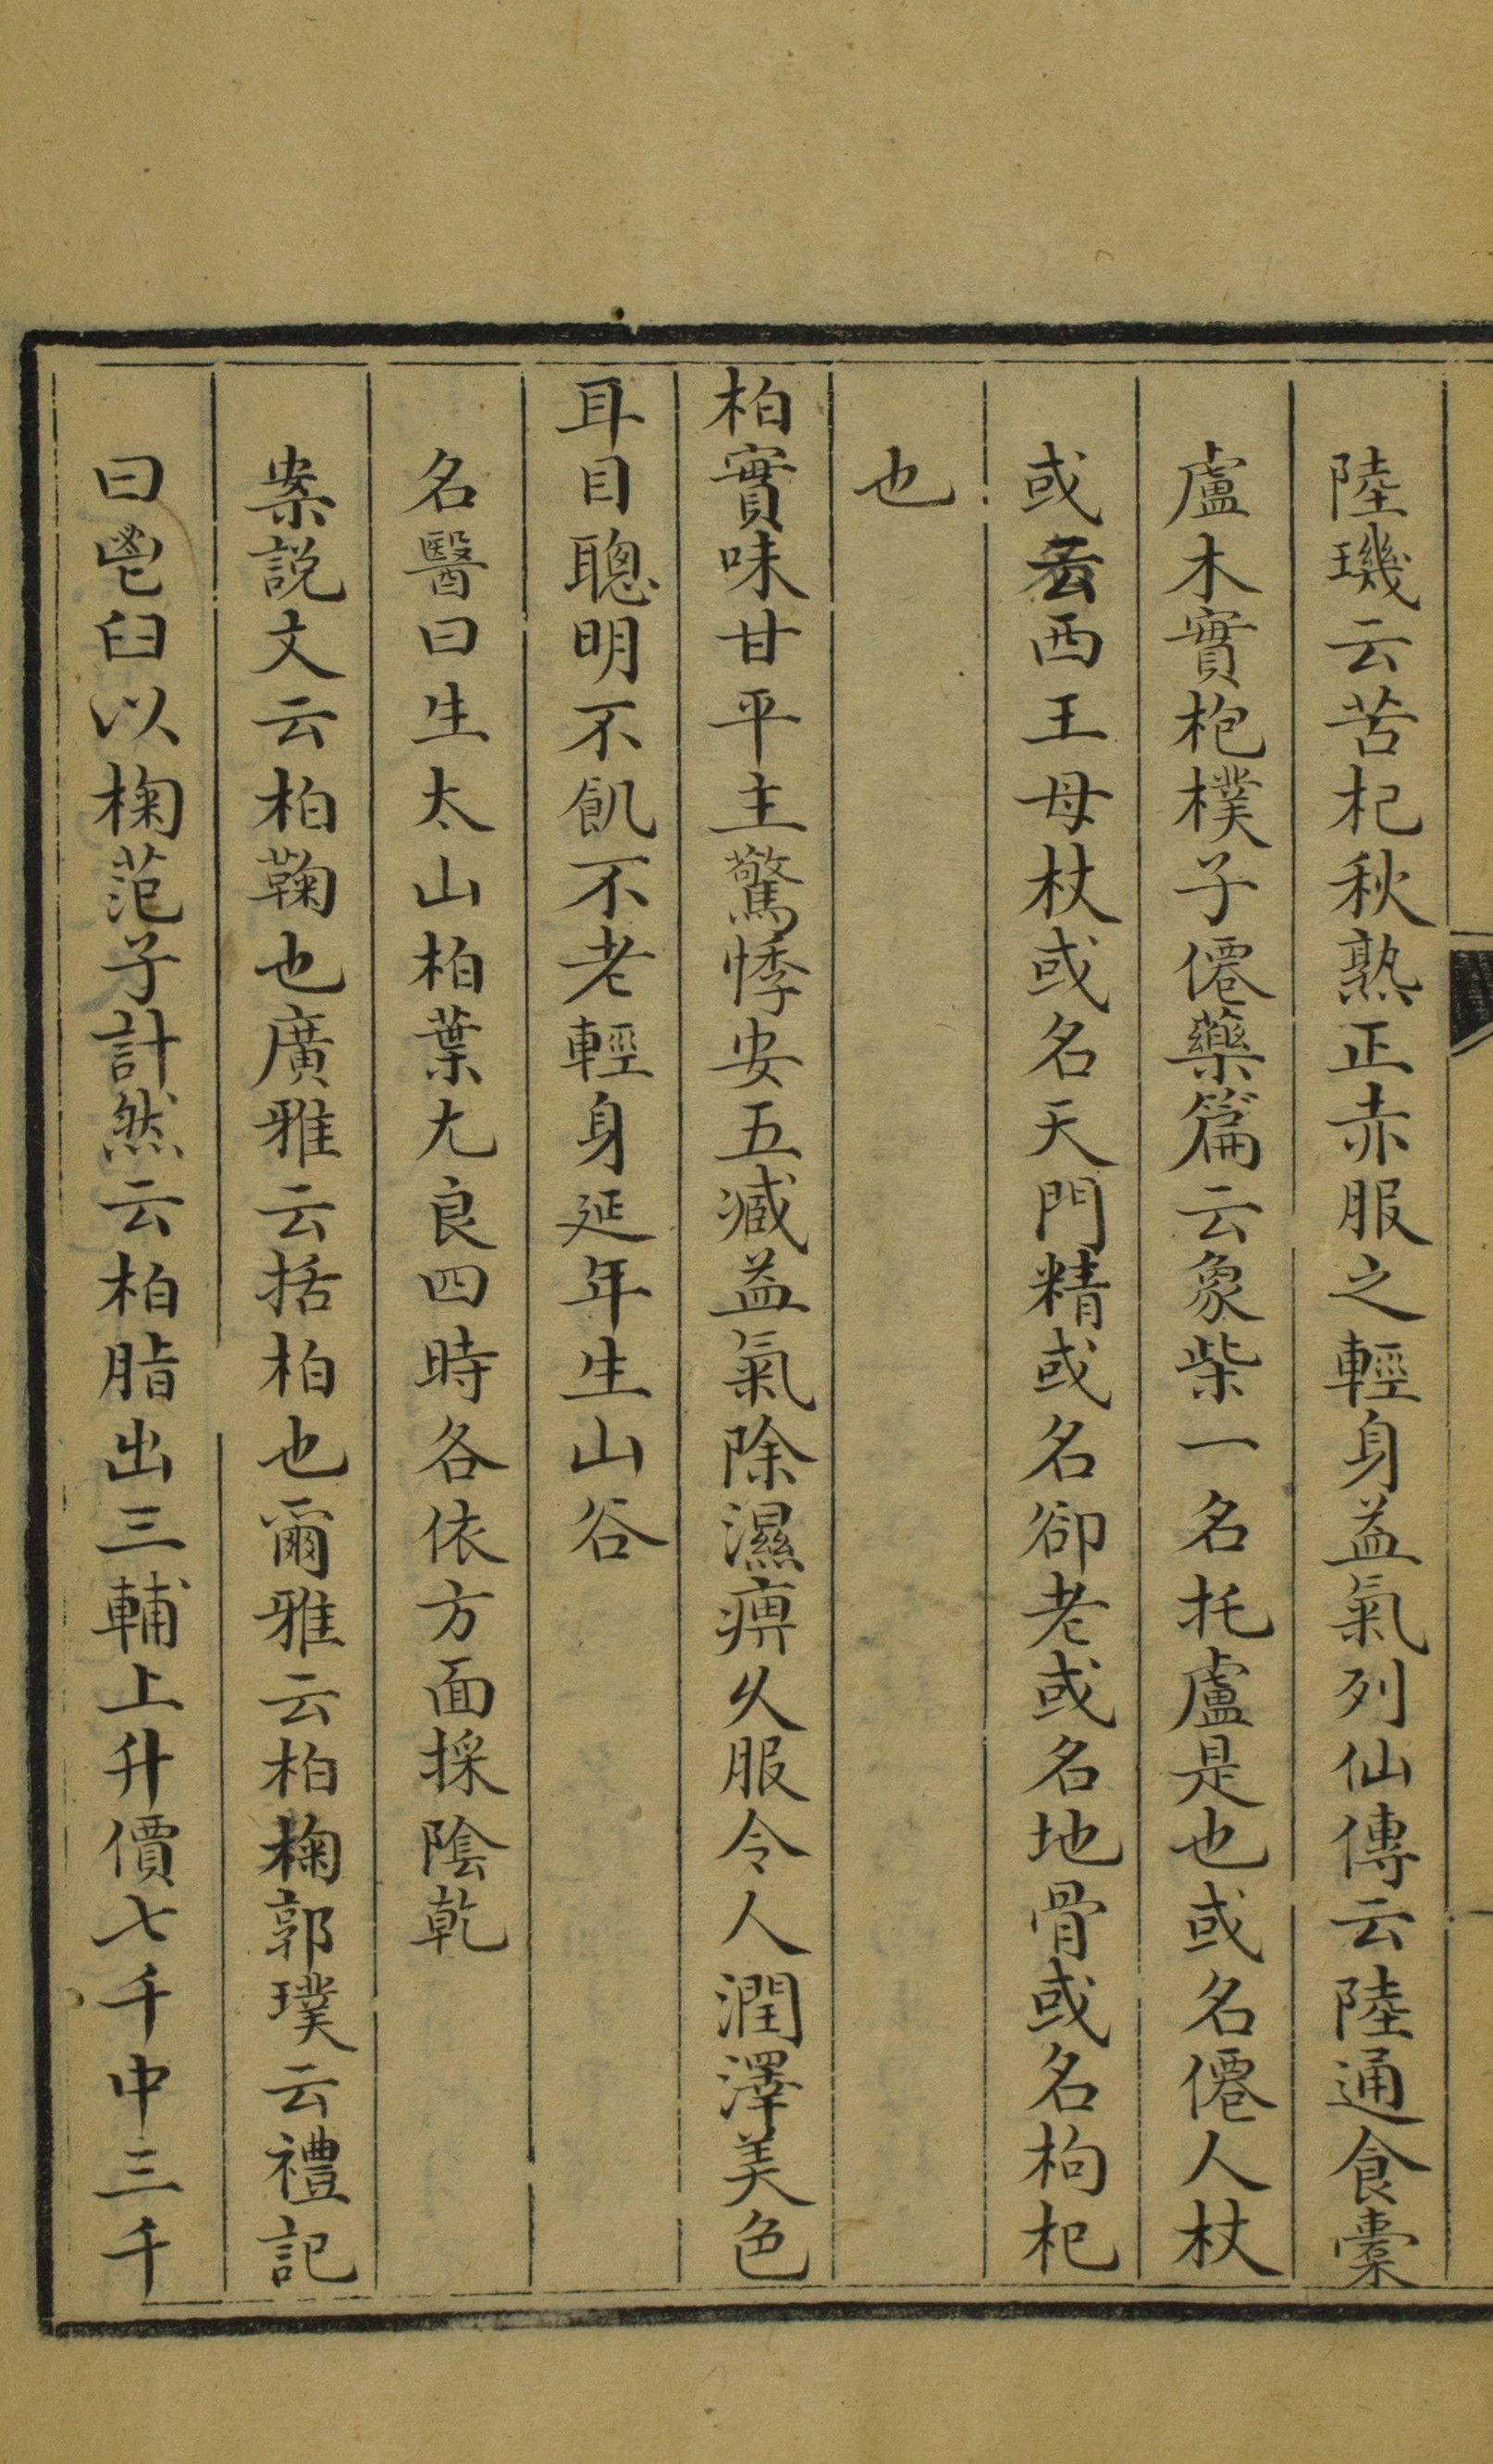 陸璣云苦杞秋熟正赤服之輕身益氣列仙傳云陸通食橐
盧木實枹樸子僊藥篇云象柴一名托盧是也或名僊人杖
或云西王母杖或名天門精或名卻老或名地骨或名枸杞
也
柏實味甘平主驚悸安五臧益氣除濕痹久服令人潤澤美色
耳目聰明不飢不老輕身延年生山谷
名醫曰生太山柏葉尤良四時各依方面採陰乾
案説文云柏鞠也廣雅云括柏也爾雅云柏椈郭璞云禮記
曰鬯臼以椈范子計然云柏脂出三輔上升價七千中三千